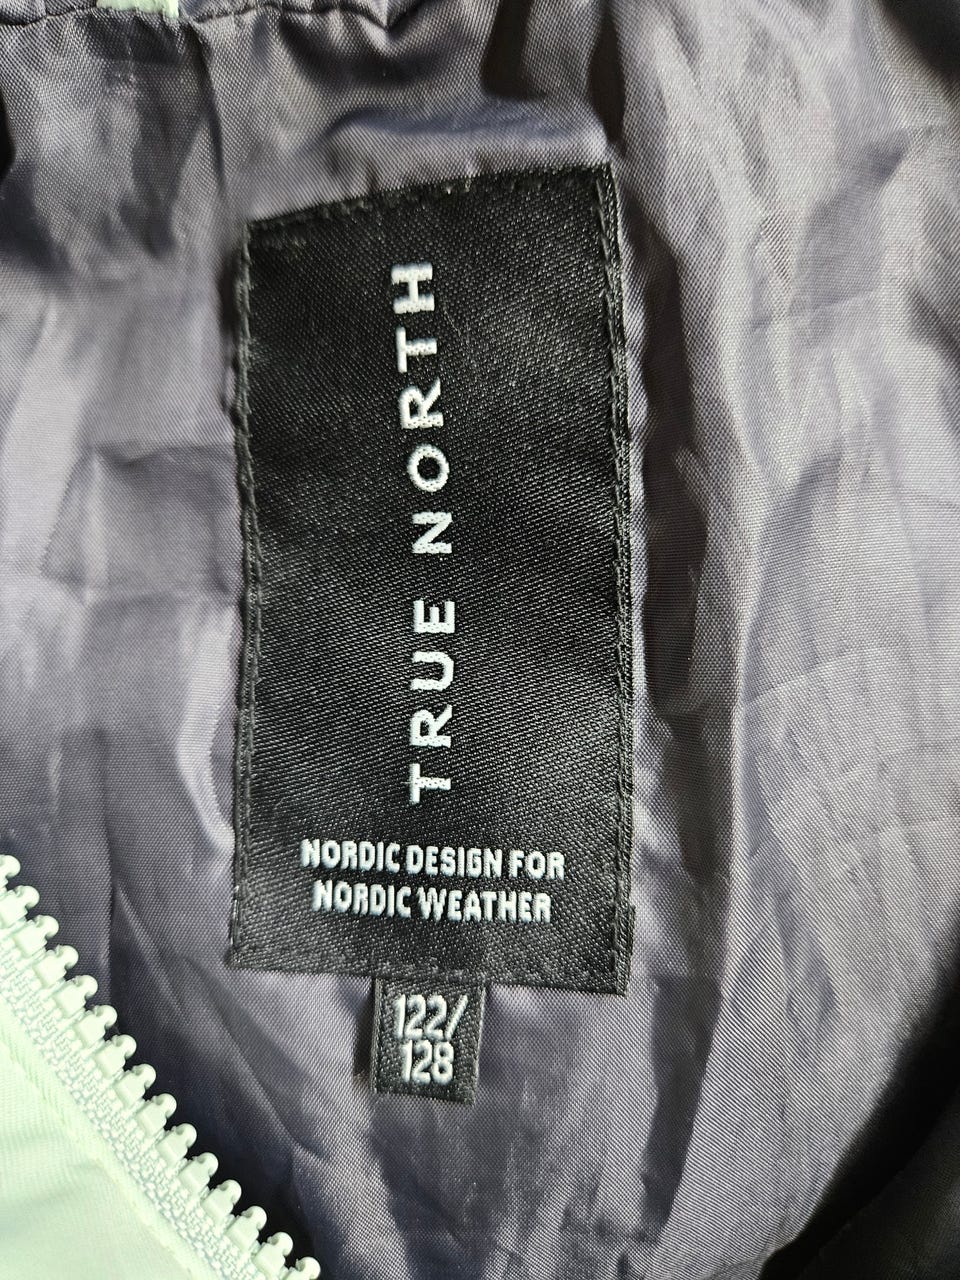 TRUE NORTH
NORDIC DESIGN FOR
NORDIC WEATHER
122/
128